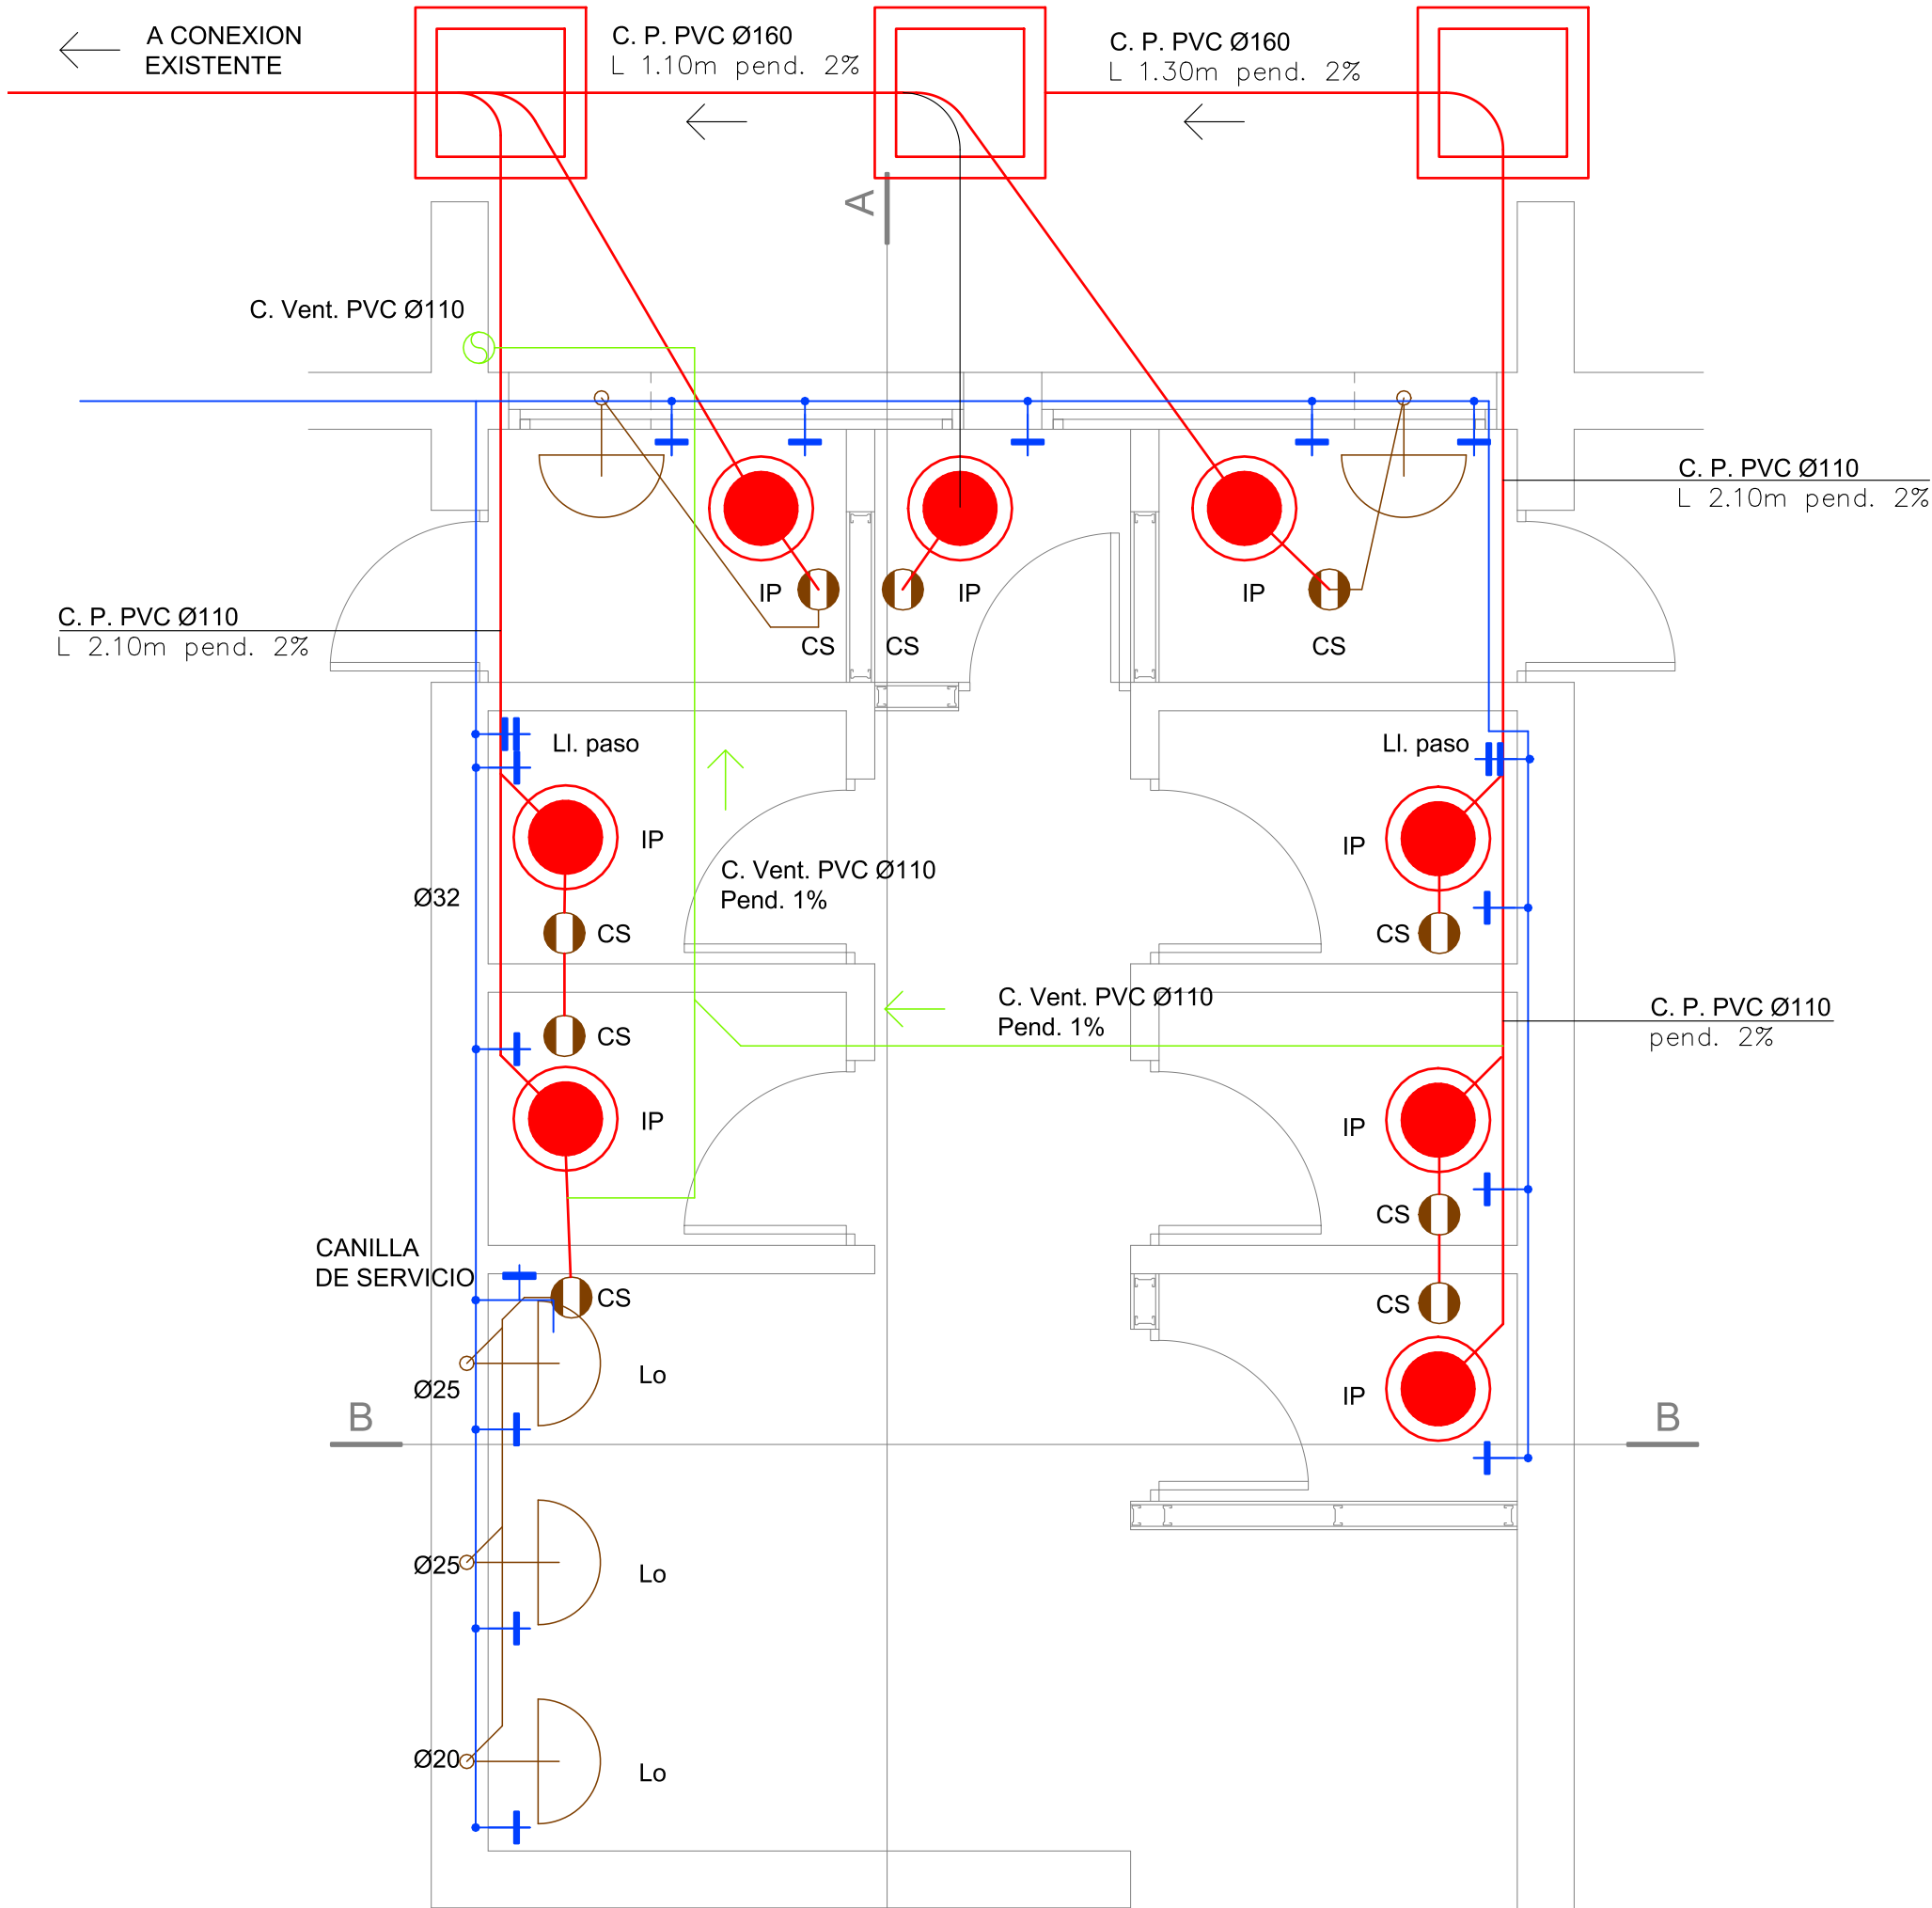 A CONEXION
EXISTENTE
C. P. PVC Ø160
L 1.10m pend. 2%
C. P. PVC Ø160
L 1.30m pend. 2%
A
C. Vent. PVC Ø110
C. P. PVC Ø110
L 2.10m pend. 2%
IP
IP
IP
C. P. PVC Ø110
L 2.10m pend. 2%
CS
CS
CS
Ll. paso
Ll. paso
IP
IP
C. Vent. PVC Ø110
Pend. 1%
Ø32
CS
CS
C. Vent. PVC Ø110
Pend. 1%
C. P. PVC Ø110
pend. 2%
CS
IP
IP
CS
CANILLA
DE SERVICIO
CS
CS
Lo
Ø25
IP
B
B
Ø25
Lo
Ø20
Lo